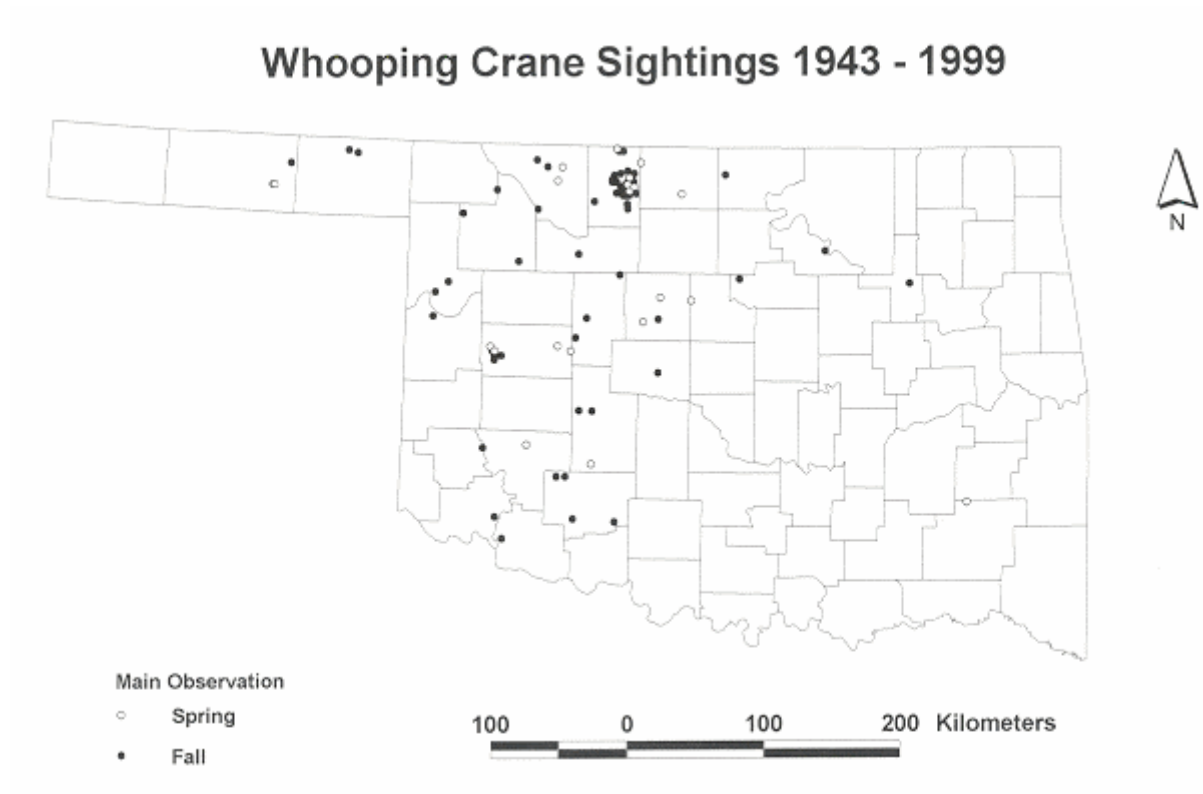 Whooping Crane Sightings 1943 - 1999
N
Main Observation
Spring
Fall
100 0 100 200 Kilometers